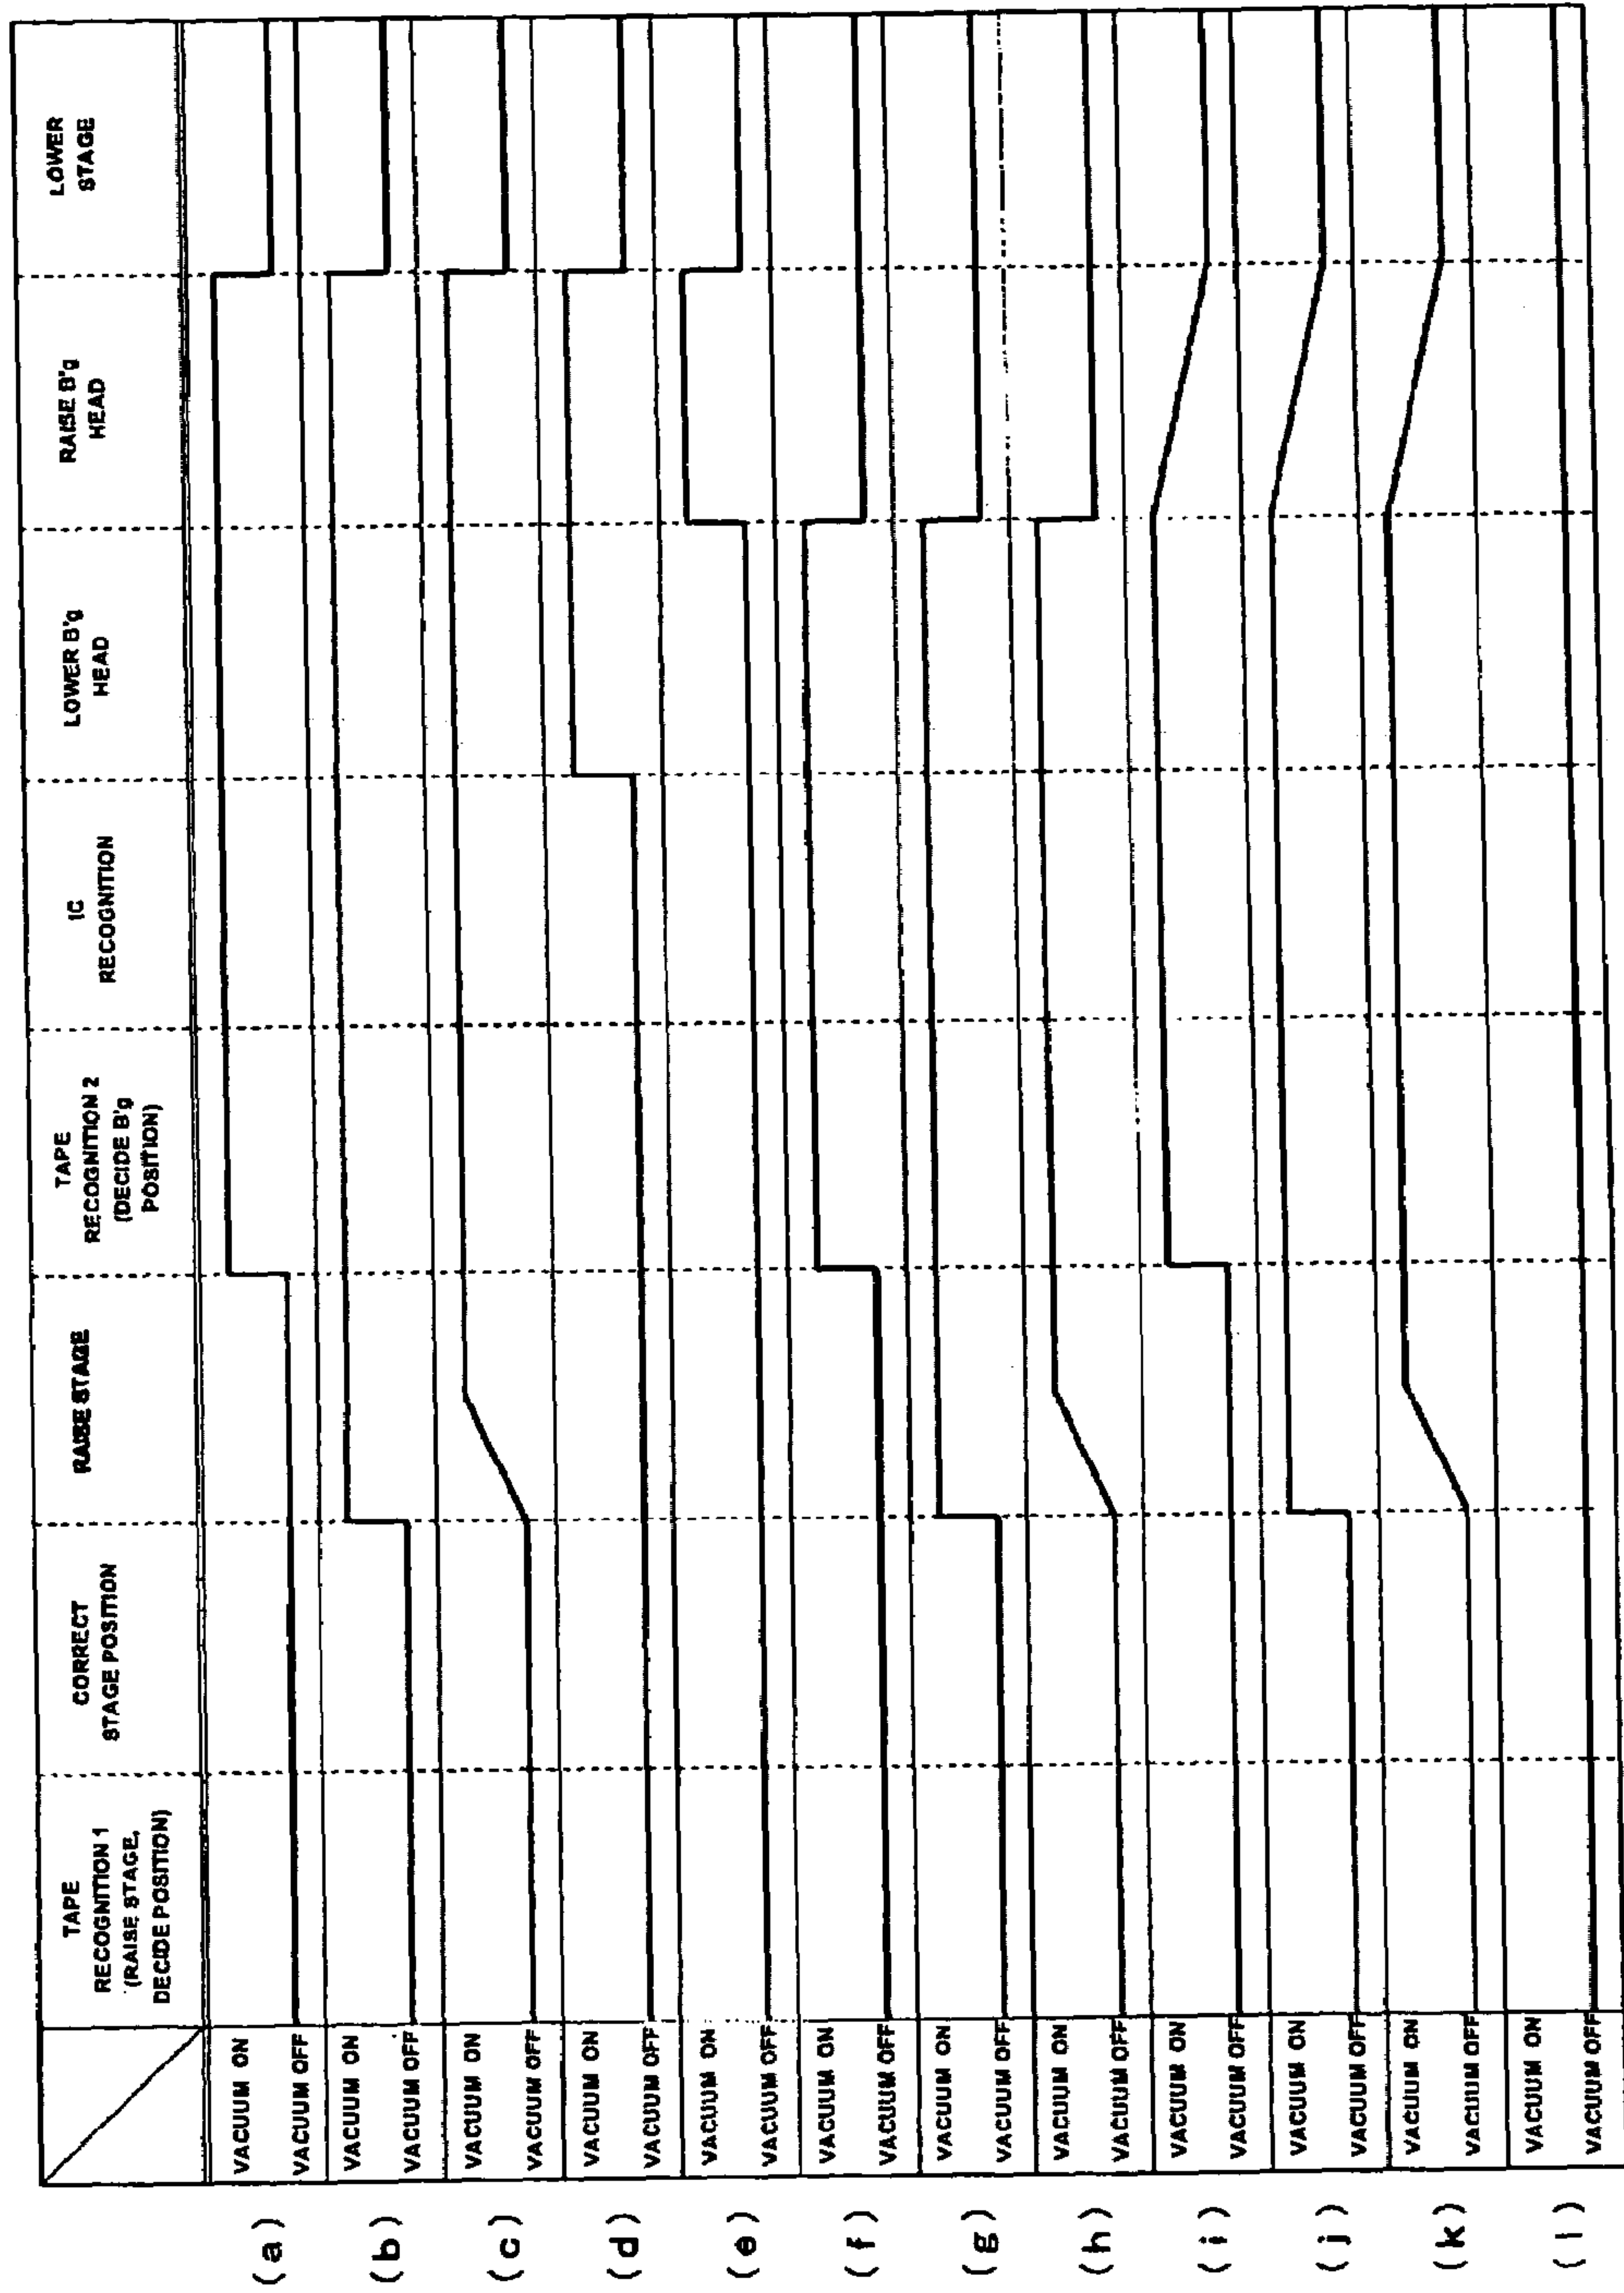 TAPE
RECOGNITION 1
(RAISE STAGE,
DECIDE POSITION)
CORRECT
STAGE POSITION
RAISE STAGE
TAPE
RECOGNITION 2
(DECIDE B'g
POSITION)
IC
RECOGNITION
LOWER B'g
HEAD
RAISE B'g
HEAD
LOWER
STAGE
(a)
VACUUM ON
VACUUM OFF
(b)
VACUUM ON
VACUUM OFF
(c)
VACUUM ON
VACUUM OFF
(d)
VACUUM ON
VACUUM OFF
(e)
VACUUM ON
VACUUM OFF
(f)
VACUUM ON
VACUUM OFF
(g)
VACUUM ON
VACUUM OFF
(h)
VACUUM ON
VACUUM OFF
(i)
VACUUM ON
VACUUM OFF
(j)
VACUUM ON
VACUUM OFF
(k)
VACUUM ON
VACUUM OFF
(l)
VACUUM ON
VACUUM OFF